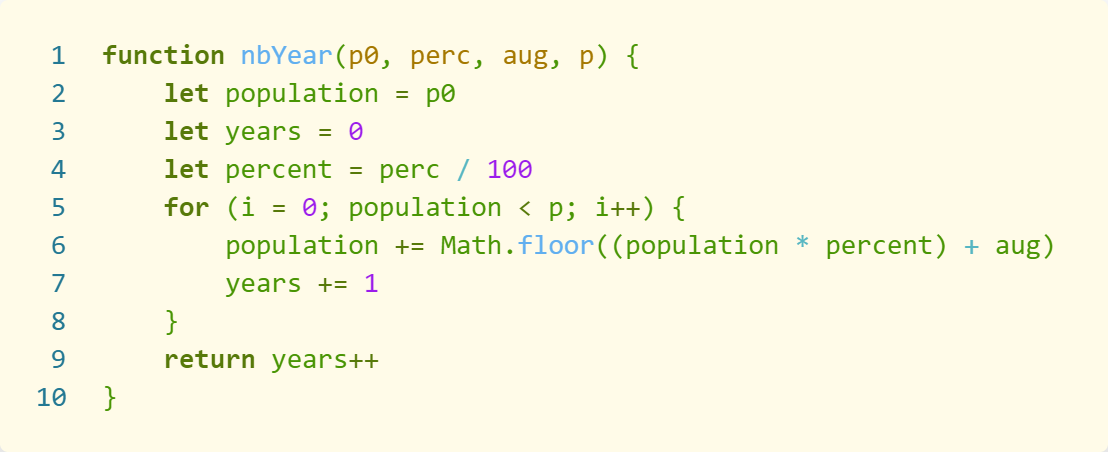 1 function nbYear(p0, perc, aug, p) {
2     let population = p0
3     let years = 0
4     let percent = perc / 100
5     for (i = 0; population < p; i++) {
6         population += Math.floor((population * percent) + aug)
7         years += 1
8     }
9     return years++
10 }